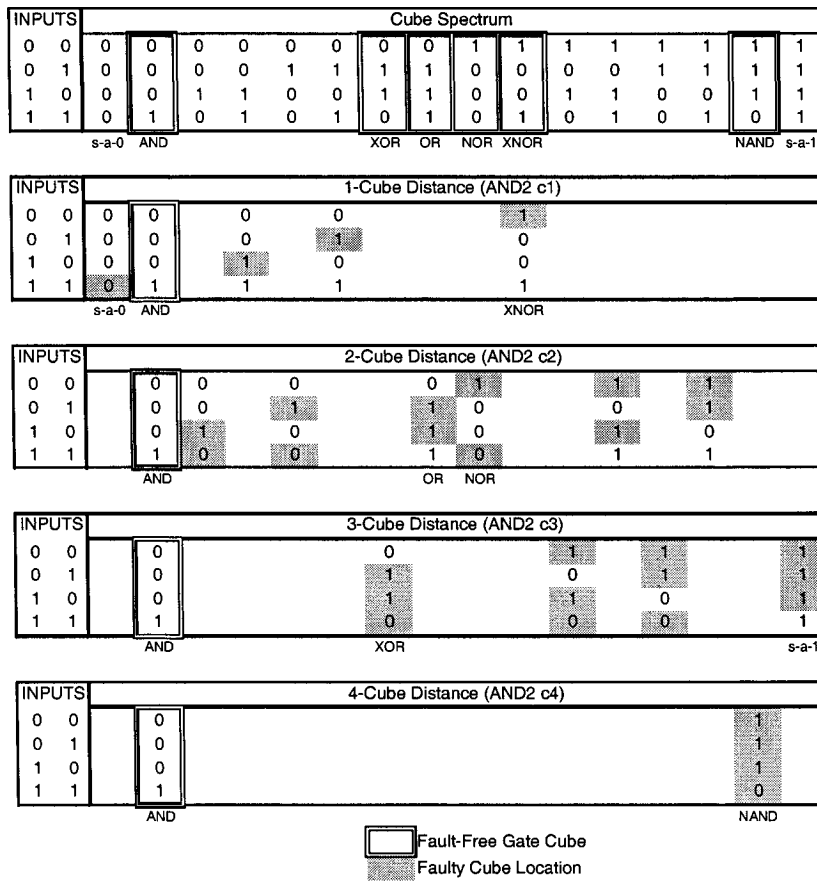 INPUTS Cube Spectrum
0 0 0 0 0 0 0 0 0 0 1 1 1 1 1 1 1 1
0 1 0 0 0 0 1 1 1 1 0 0 0 0 1 1 1 1
1 0 0 0 1 1 0 0 1 1 0 0 1 1 0 0 1 1
1 1 0 1 0 1 0 1 0 1 0 1 0 1 0 1 0 1
s-a-0 AND XOR OR NOR XNOR NAND s-a-1
INPUTS 1-Cube Distance (AND2 c1)
0 0 0 0 0 0 1
0 1 0 0 0 1 0
1 0 0 0 1 0 0
1 1 0 1 1 1 1
s-a-0 AND XNOR
INPUTS 2-Cube Distance (AND2 c2)
0 0 0 0 0 0 1 1 1
0 1 0 0 1 1 0 0 1
1 0 0 1 0 1 0 1 0
1 1 1 0 0 1 0 1 1
AND OR NOR
INPUTS 3-Cube Distance (AND2 c3)
0 0 0 0 1 1 1
0 1 0 1 0 1 1
1 0 0 1 1 0 1
1 1 1 0 0 0 1
AND XOR s-a-1
INPUTS 4-Cube Distance (AND2 c4)
0 0 0 1
0 1 0 1
1 0 0 1
1 1 1 0
AND NAND
Fault-Free Gate Cube
Faulty Cube Location